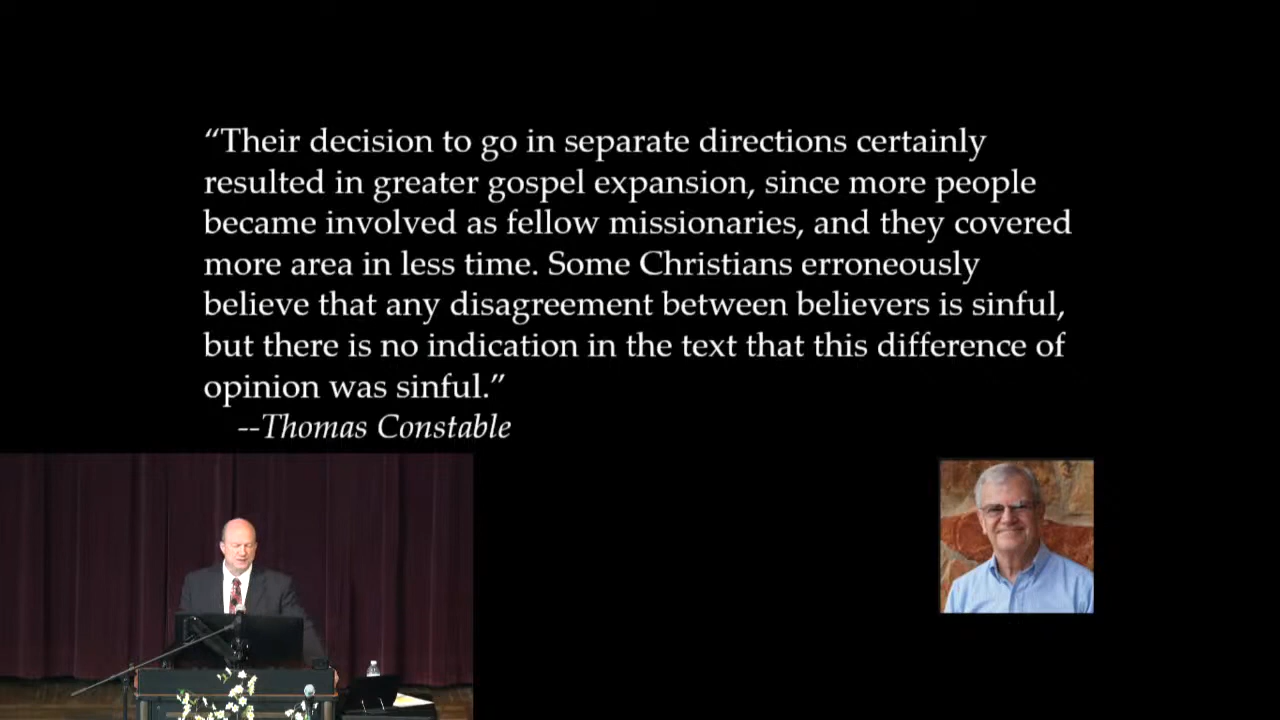 “Their decision to go in separate directions certainly
resulted in greater gospel expansion, since more people
became involved as fellow missionaries, and they covered
more area in less time. Some Christians erroneously
believe that any disagreement between believers is sinful,
but there is no indication in the text that this difference of
opinion was sinful.”
--Thomas Constable